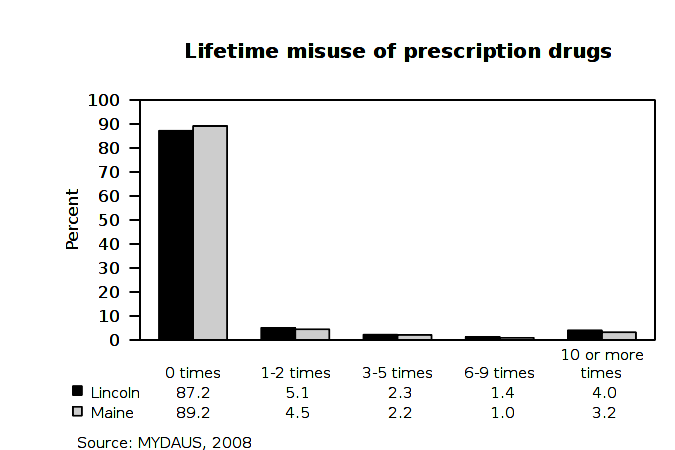 Lifetime misuse of prescription drugs
100
90
80
70
60
50
40
30
20
10
0
Percent
0 times 1-2 times 3-5 times 6-9 times 10 or more times
Lincoln 87.2 5.1 2.3 1.4 4.0
Maine 89.2 4.5 2.2 1.0 3.2
Source: MYDAUS, 2008